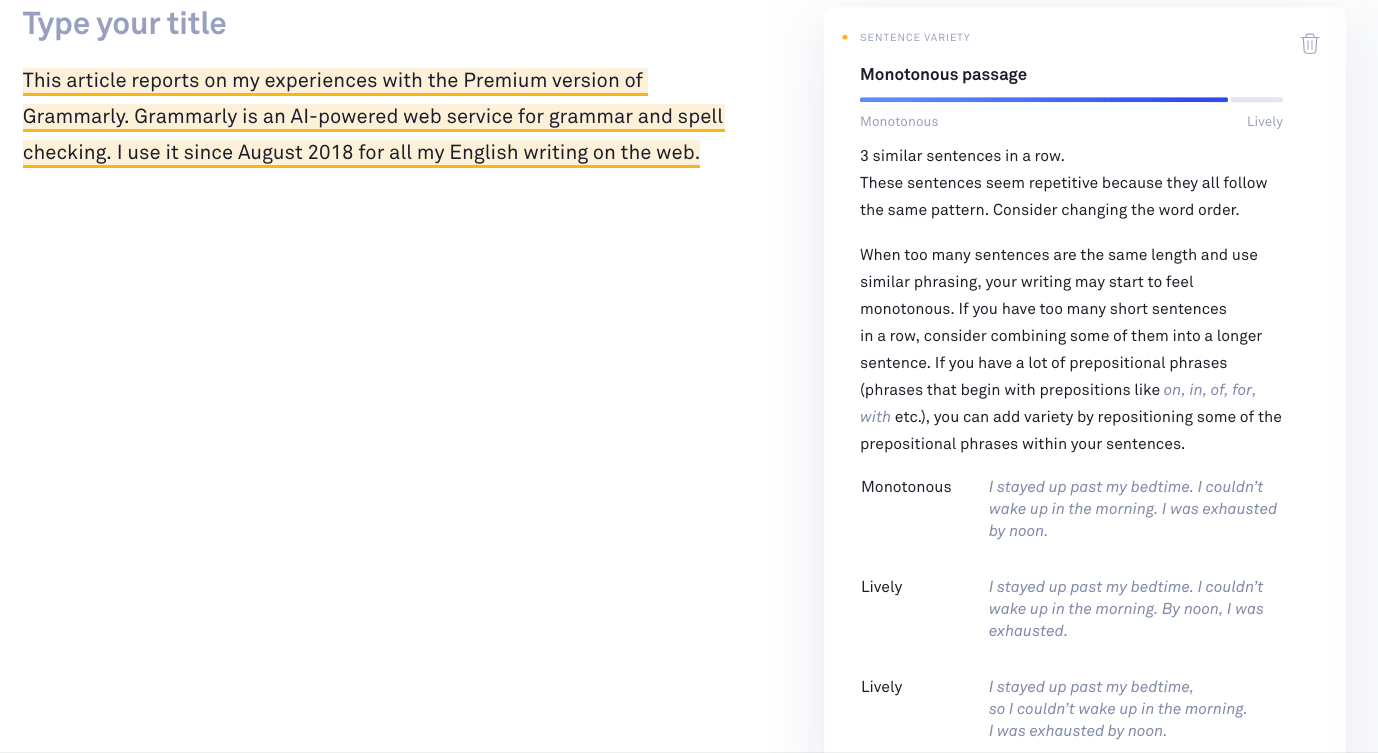 Type your title
This article reports on my experiences with the Premium version of
Grammarly. Grammarly is an AI-powered web service for grammar and spell
checking. I use it since August 2018 for all my English writing on the web.
SENTENCE VARIETY
Monotonous passage
Monotonous Lively
3 similar sentences in a row.
These sentences seem repetitive because they all follow
the same pattern. Consider changing the word order.
When too many sentences are the same length and use
similar phrasing, your writing may start to feel
monotonous. If you have too many short sentences
in a row, consider combining some of them into a longer
sentence. If you have a lot of prepositional phrases
(phrases that begin with prepositions like on, in, of, for,
with etc.), you can add variety by repositioning some of the
prepositional phrases within your sentences.
Monotonous I stayed up past my bedtime. I couldn’t
wake up in the morning. I was exhausted
by noon.
Lively I stayed up past my bedtime. I couldn’t
wake up in the morning. By noon, I was
exhausted.
Lively I stayed up past my bedtime,
so I couldn’t wake up in the morning.
I was exhausted by noon.